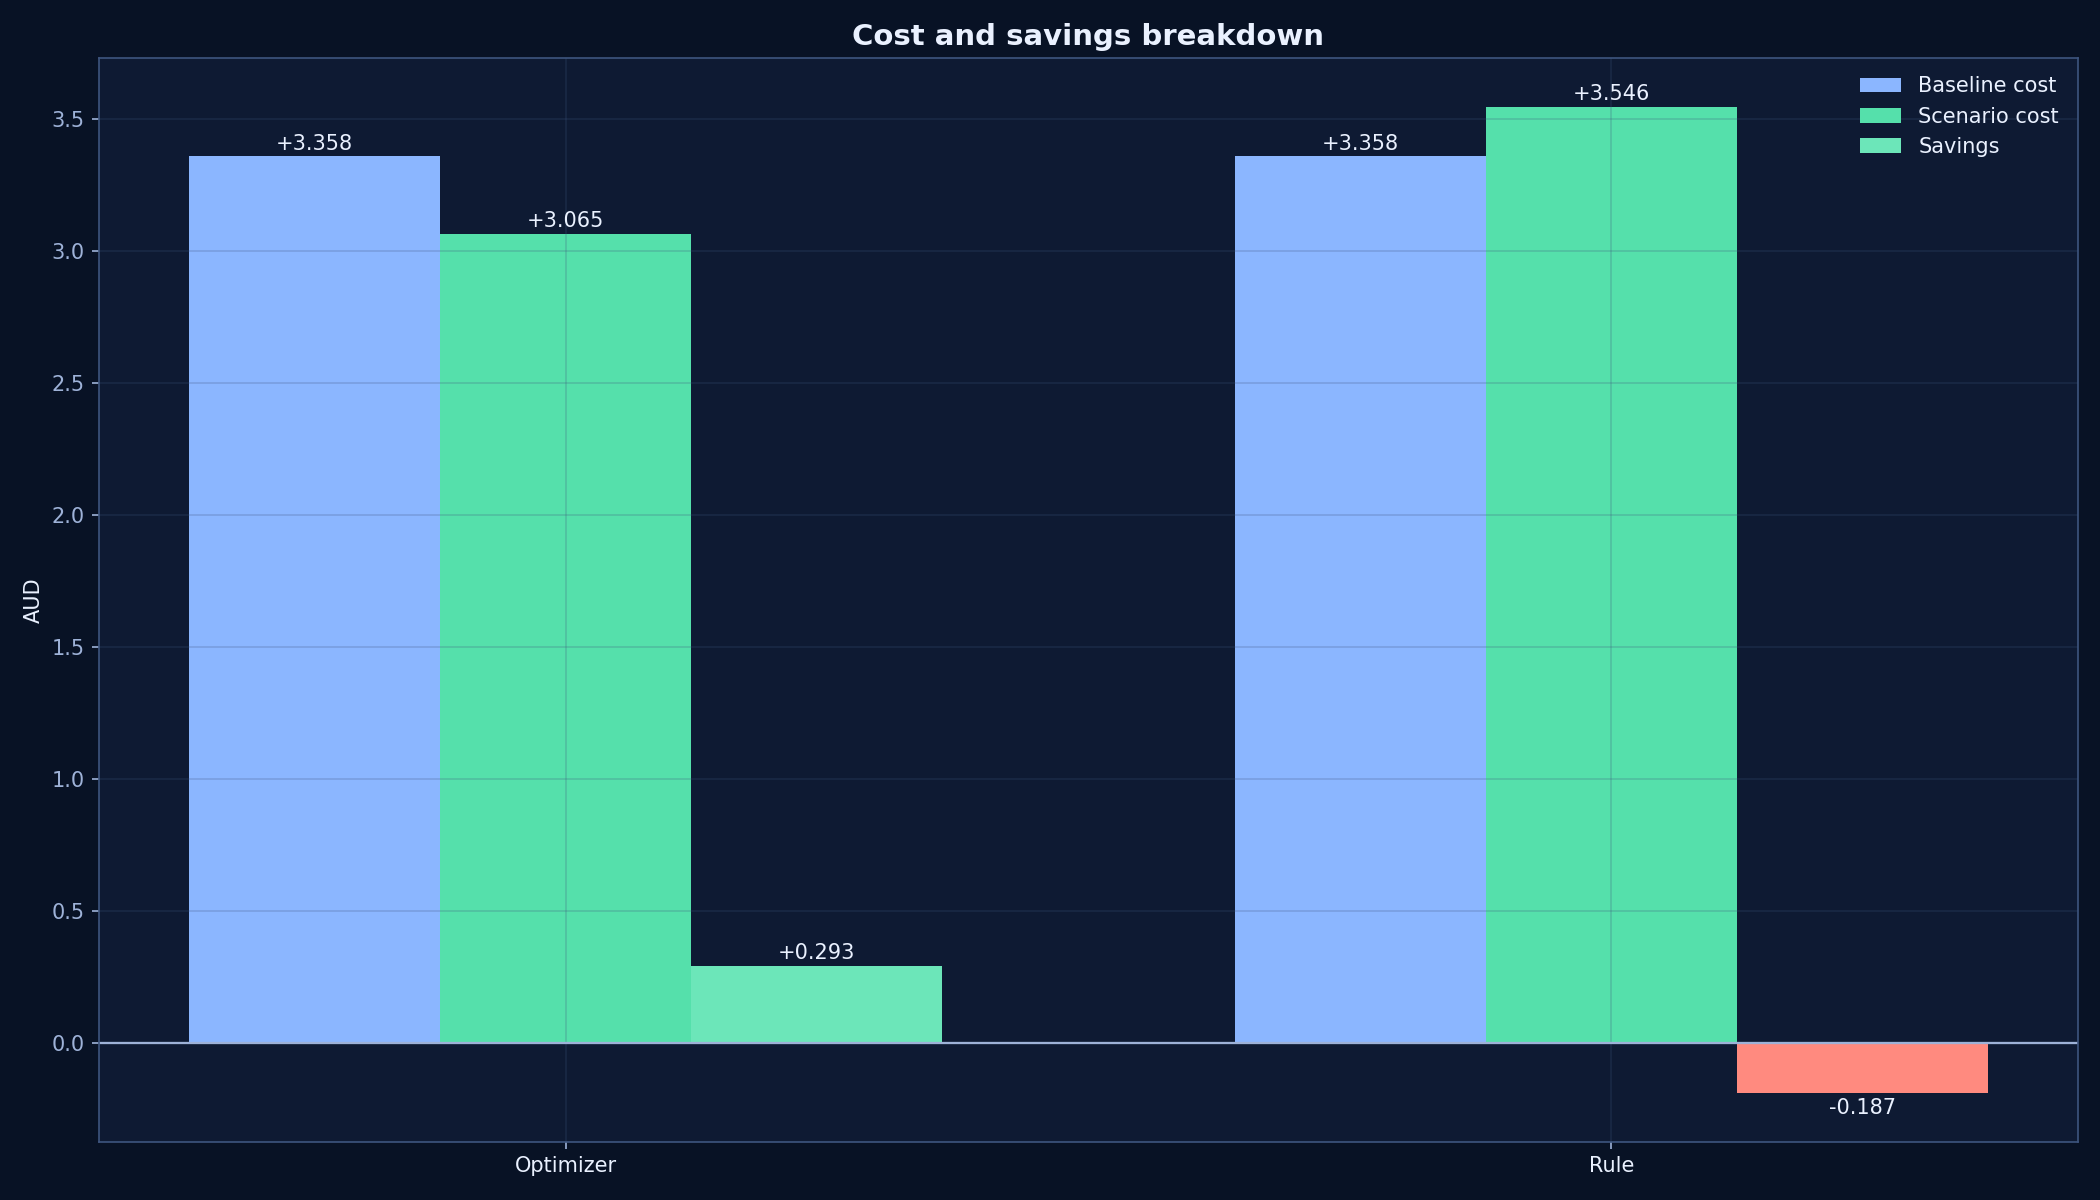 Cost and savings breakdown
Baseline cost
Scenario cost
Savings
AUD
3.5
3.0
2.5
2.0
1.5
1.0
0.5
0.0
+3.358
+3.065
+0.293
+3.358
+3.546
-0.187
Optimizer
Rule